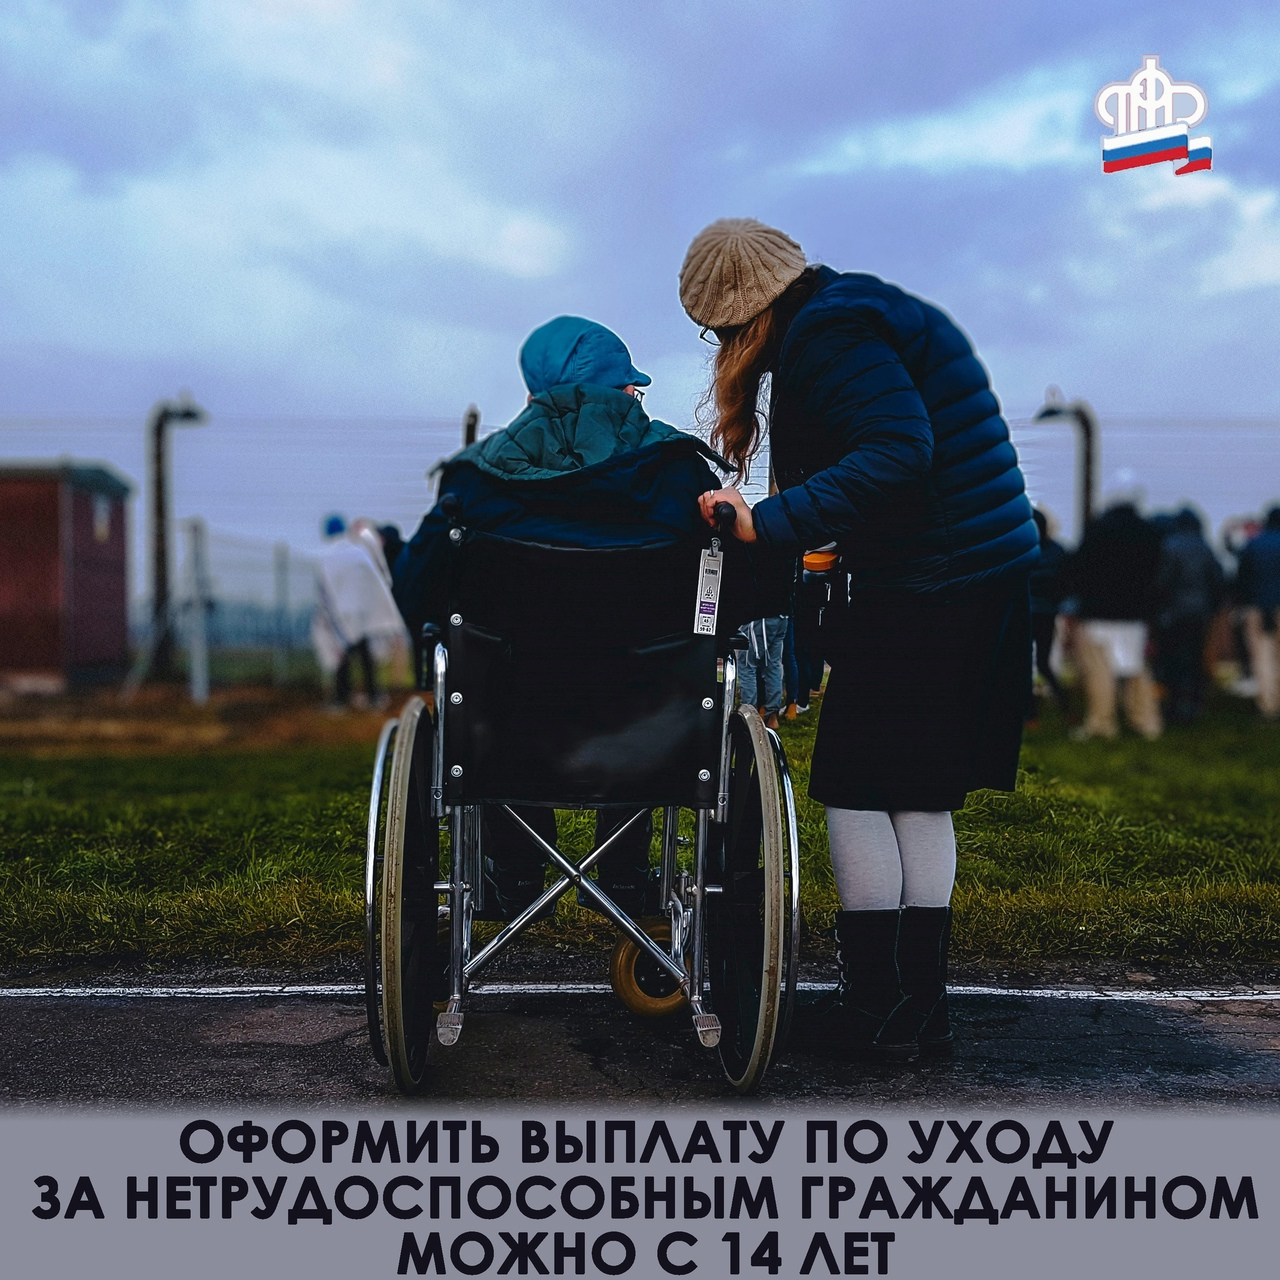 ОФОРМИТЬ ВЫПЛАТУ ПО УХОДУ
ЗА НЕТРУДОСПОСОБНЫМ ГРАЖДАНИНОМ
МОЖНО С 14 ЛЕТ